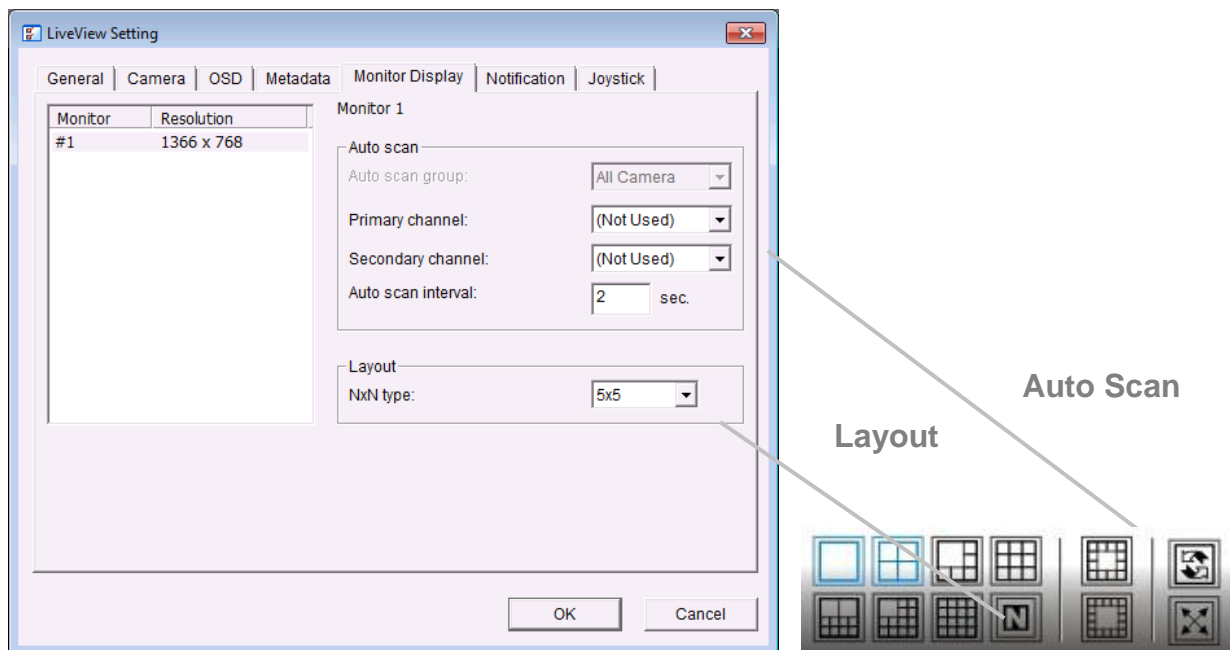 LiveView Setting
General Camera OSD Metadata Monitor Display Notification Joystick
Monitor Resolution
#1 1366 x 768
Monitor 1
Auto scan
Auto scan group: All Camera
Primary channel: (Not Used)
Secondary channel: (Not Used)
Auto scan interval: 2 sec.
Layout
NxN type: 5x5
OK Cancel
Auto Scan
Layout
N